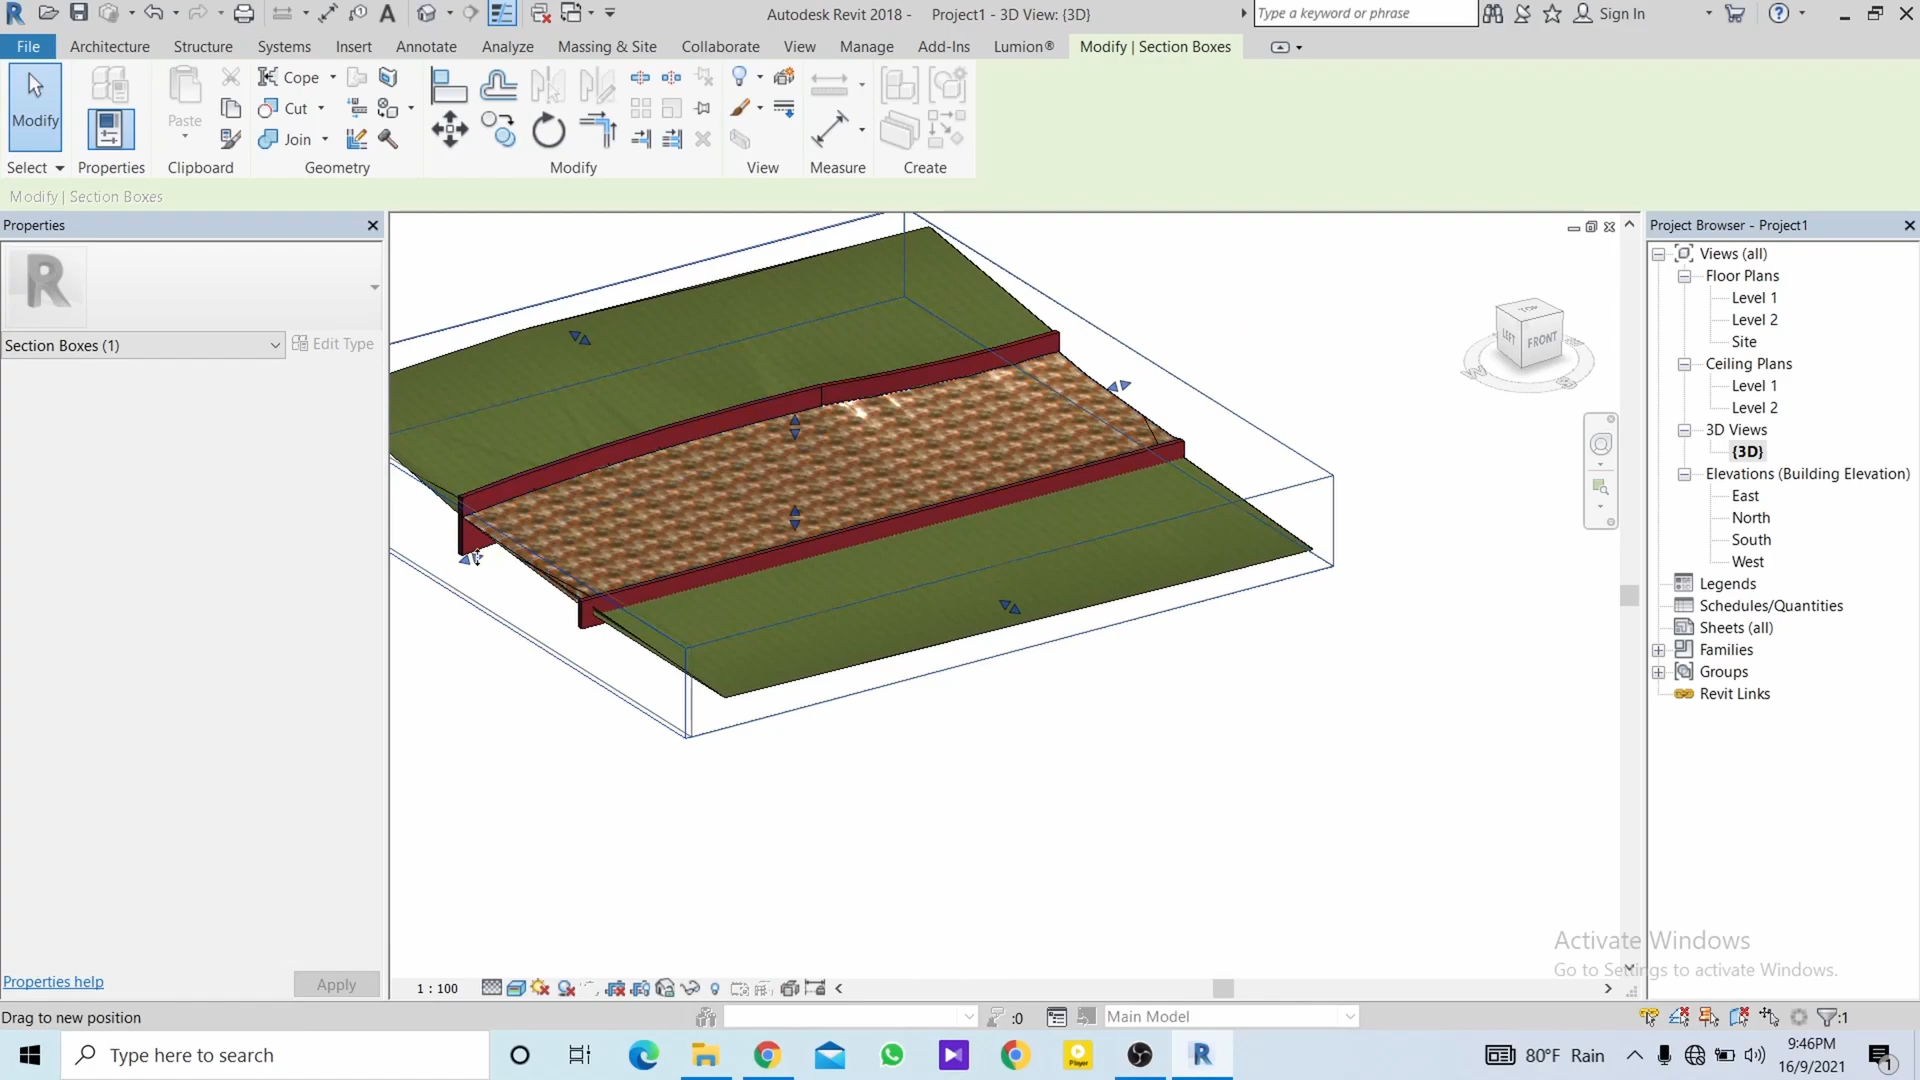 Autodesk Revit 2018 - Project1 - 3D View: {3D}
Type a keyword or phrase
Sign In
File Architecture Structure Systems Insert Annotate Analyze Massing & Site Collaborate View Manage Add-Ins Lumion® Modify | Section Boxes
Modify
Paste
Cope
Cut
Join
Select Properties Clipboard Geometry Modify View Measure Create
Modify | Section Boxes
Properties
R
Section Boxes (1)
Edit Type
Properties help
Apply
TOP
LEFT
FRONT
Project Browser - Project1
Views (all)
Floor Plans
Level 1
Level 2
Site
Ceiling Plans
Level 1
Level 2
3D Views
{3D}
Elevations (Building Elevation)
East
North
South
West
Legends
Schedules/Quantities
Sheets (all)
Families
Groups
Revit Links
Activate Windows
Go to Settings to activate Windows.
1 : 100
Drag to new position
:0
Main Model
:1
Type here to search
Player
R
80°F Rain
9:46PM
16/9/2021
1